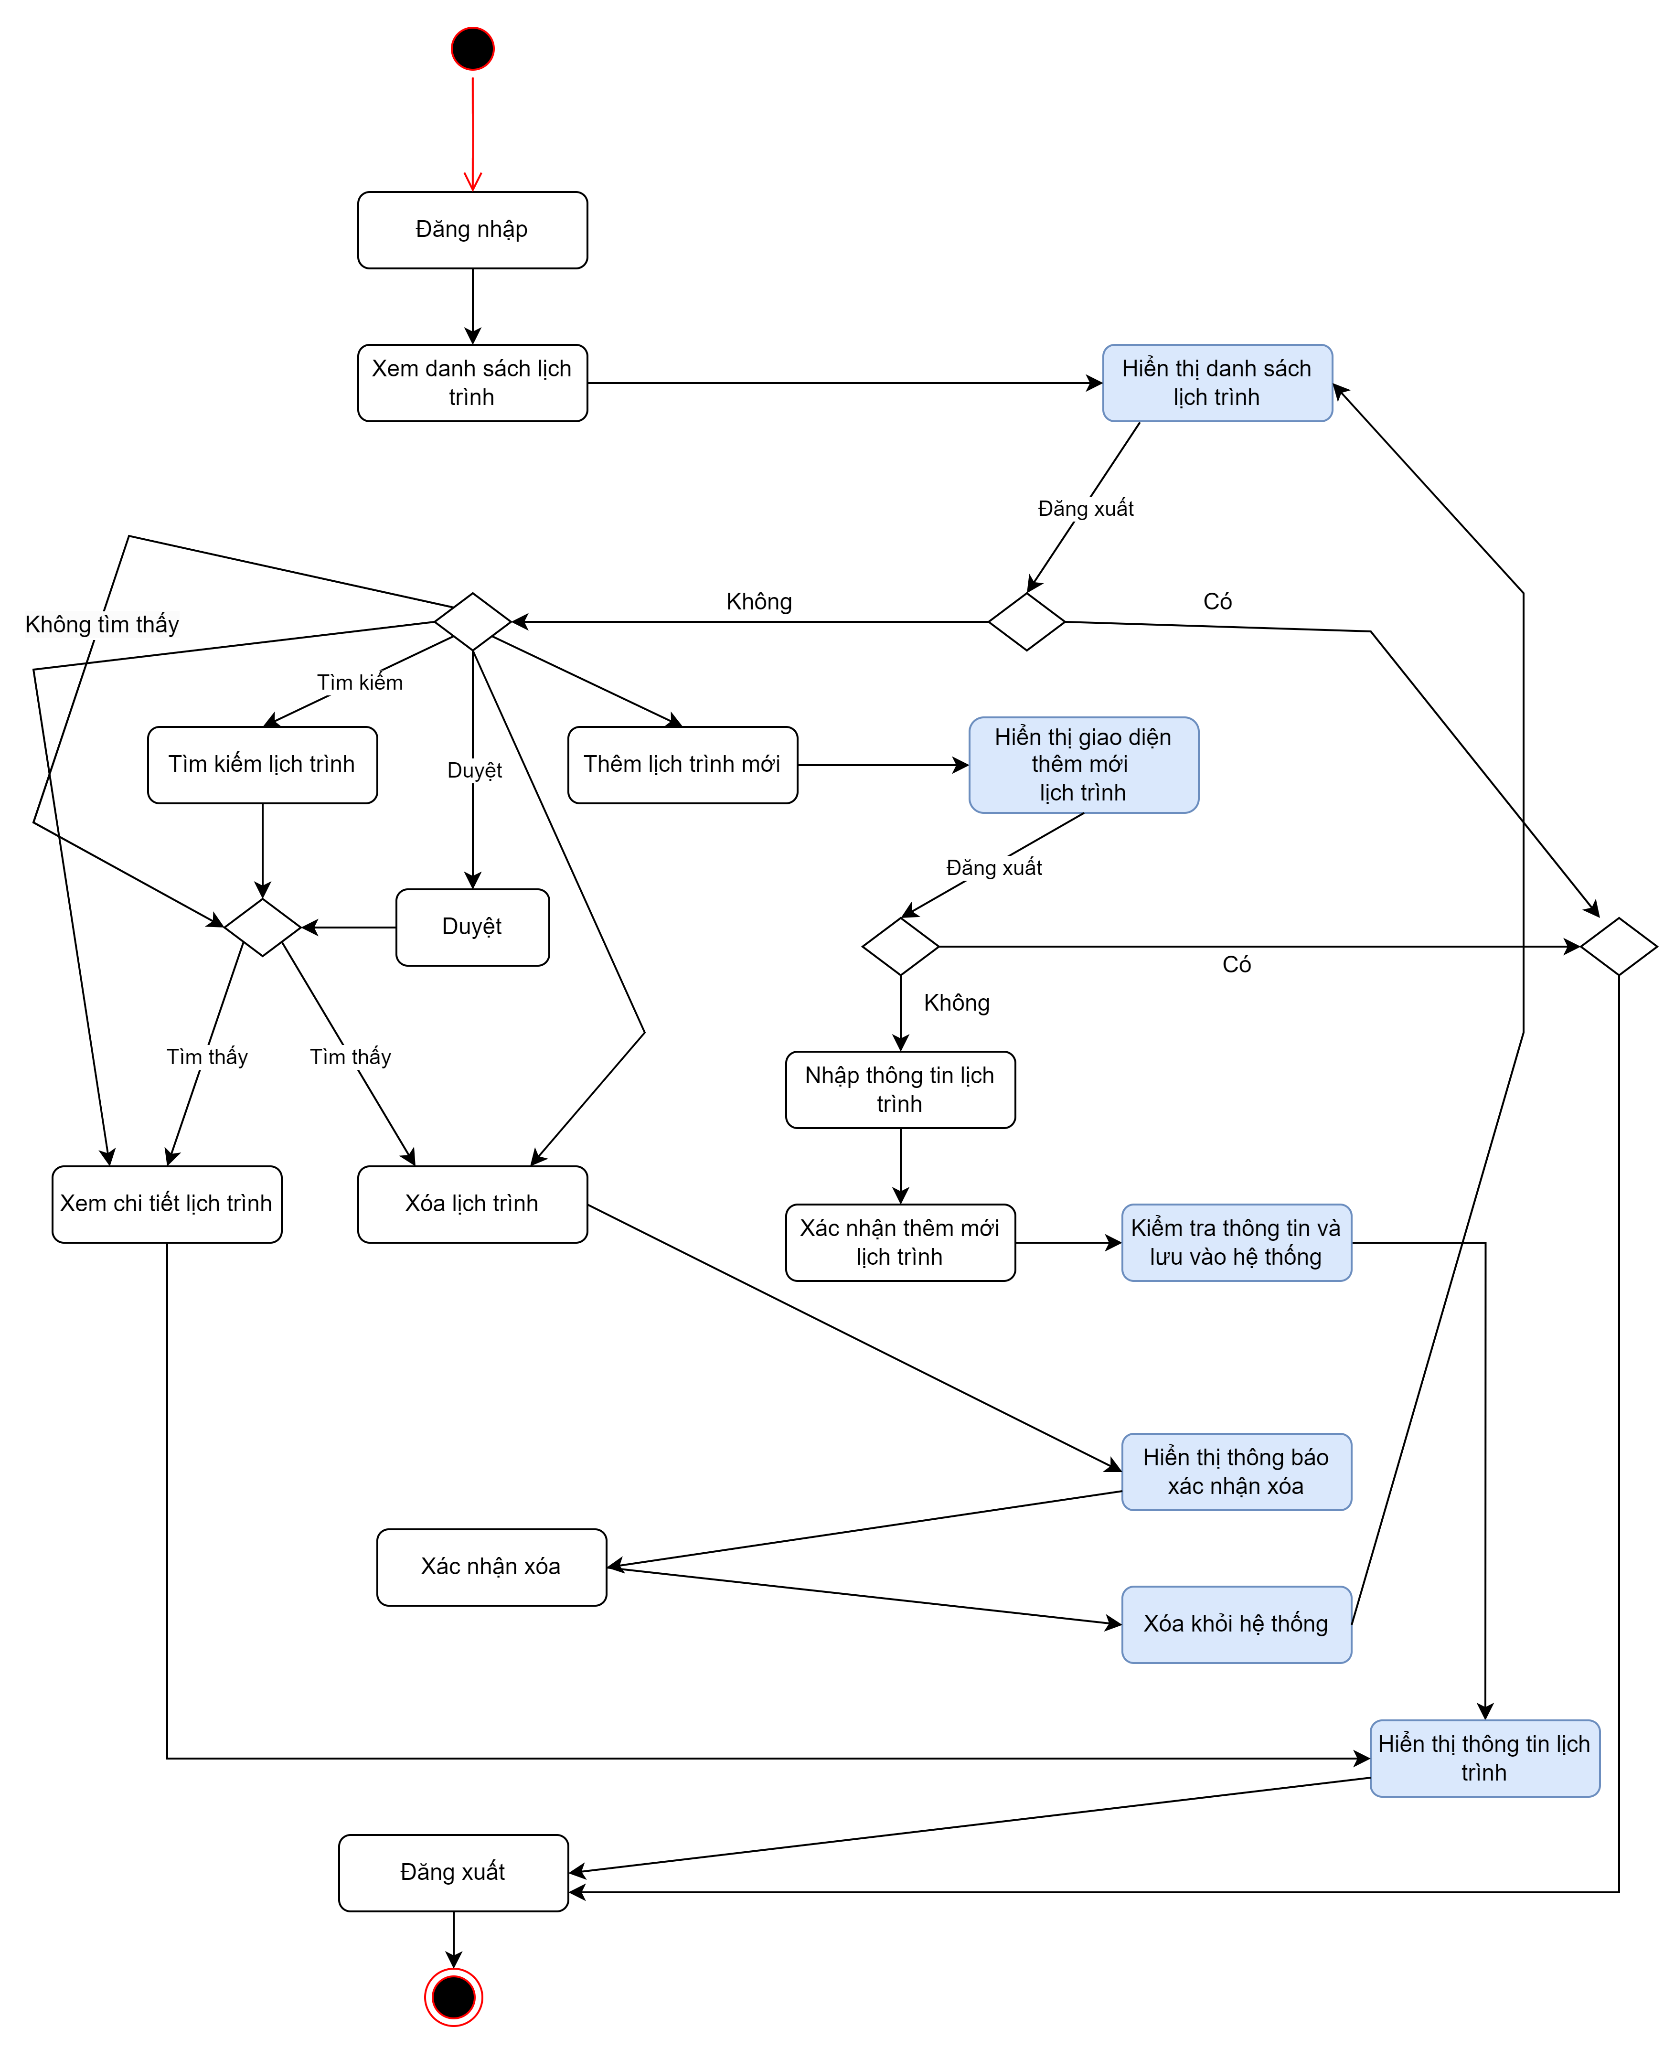 Đăng nhập
Xem danh sách lịch
trình
Hiển thị danh sách
lịch trình
Đăng xuất
Không
Có
Không tìm thấy
Tìm kiếm
Tìm kiếm lịch trình
Duyệt
Thêm lịch trình mới
Hiển thị giao diện
thêm mới
lịch trình
Đăng xuất
Duyệt
Có
Không
Tìm thấy
Tìm thấy
Nhập thông tin lịch
trình
Xem chi tiết lịch trình
Xóa lịch trình
Xác nhận thêm mới
lịch trình
Kiểm tra thông tin và
lưu vào hệ thống
Hiển thị thông báo
xác nhận xóa
Xác nhận xóa
Xóa khỏi hệ thống
Hiển thị thông tin lịch
trình
Đăng xuất